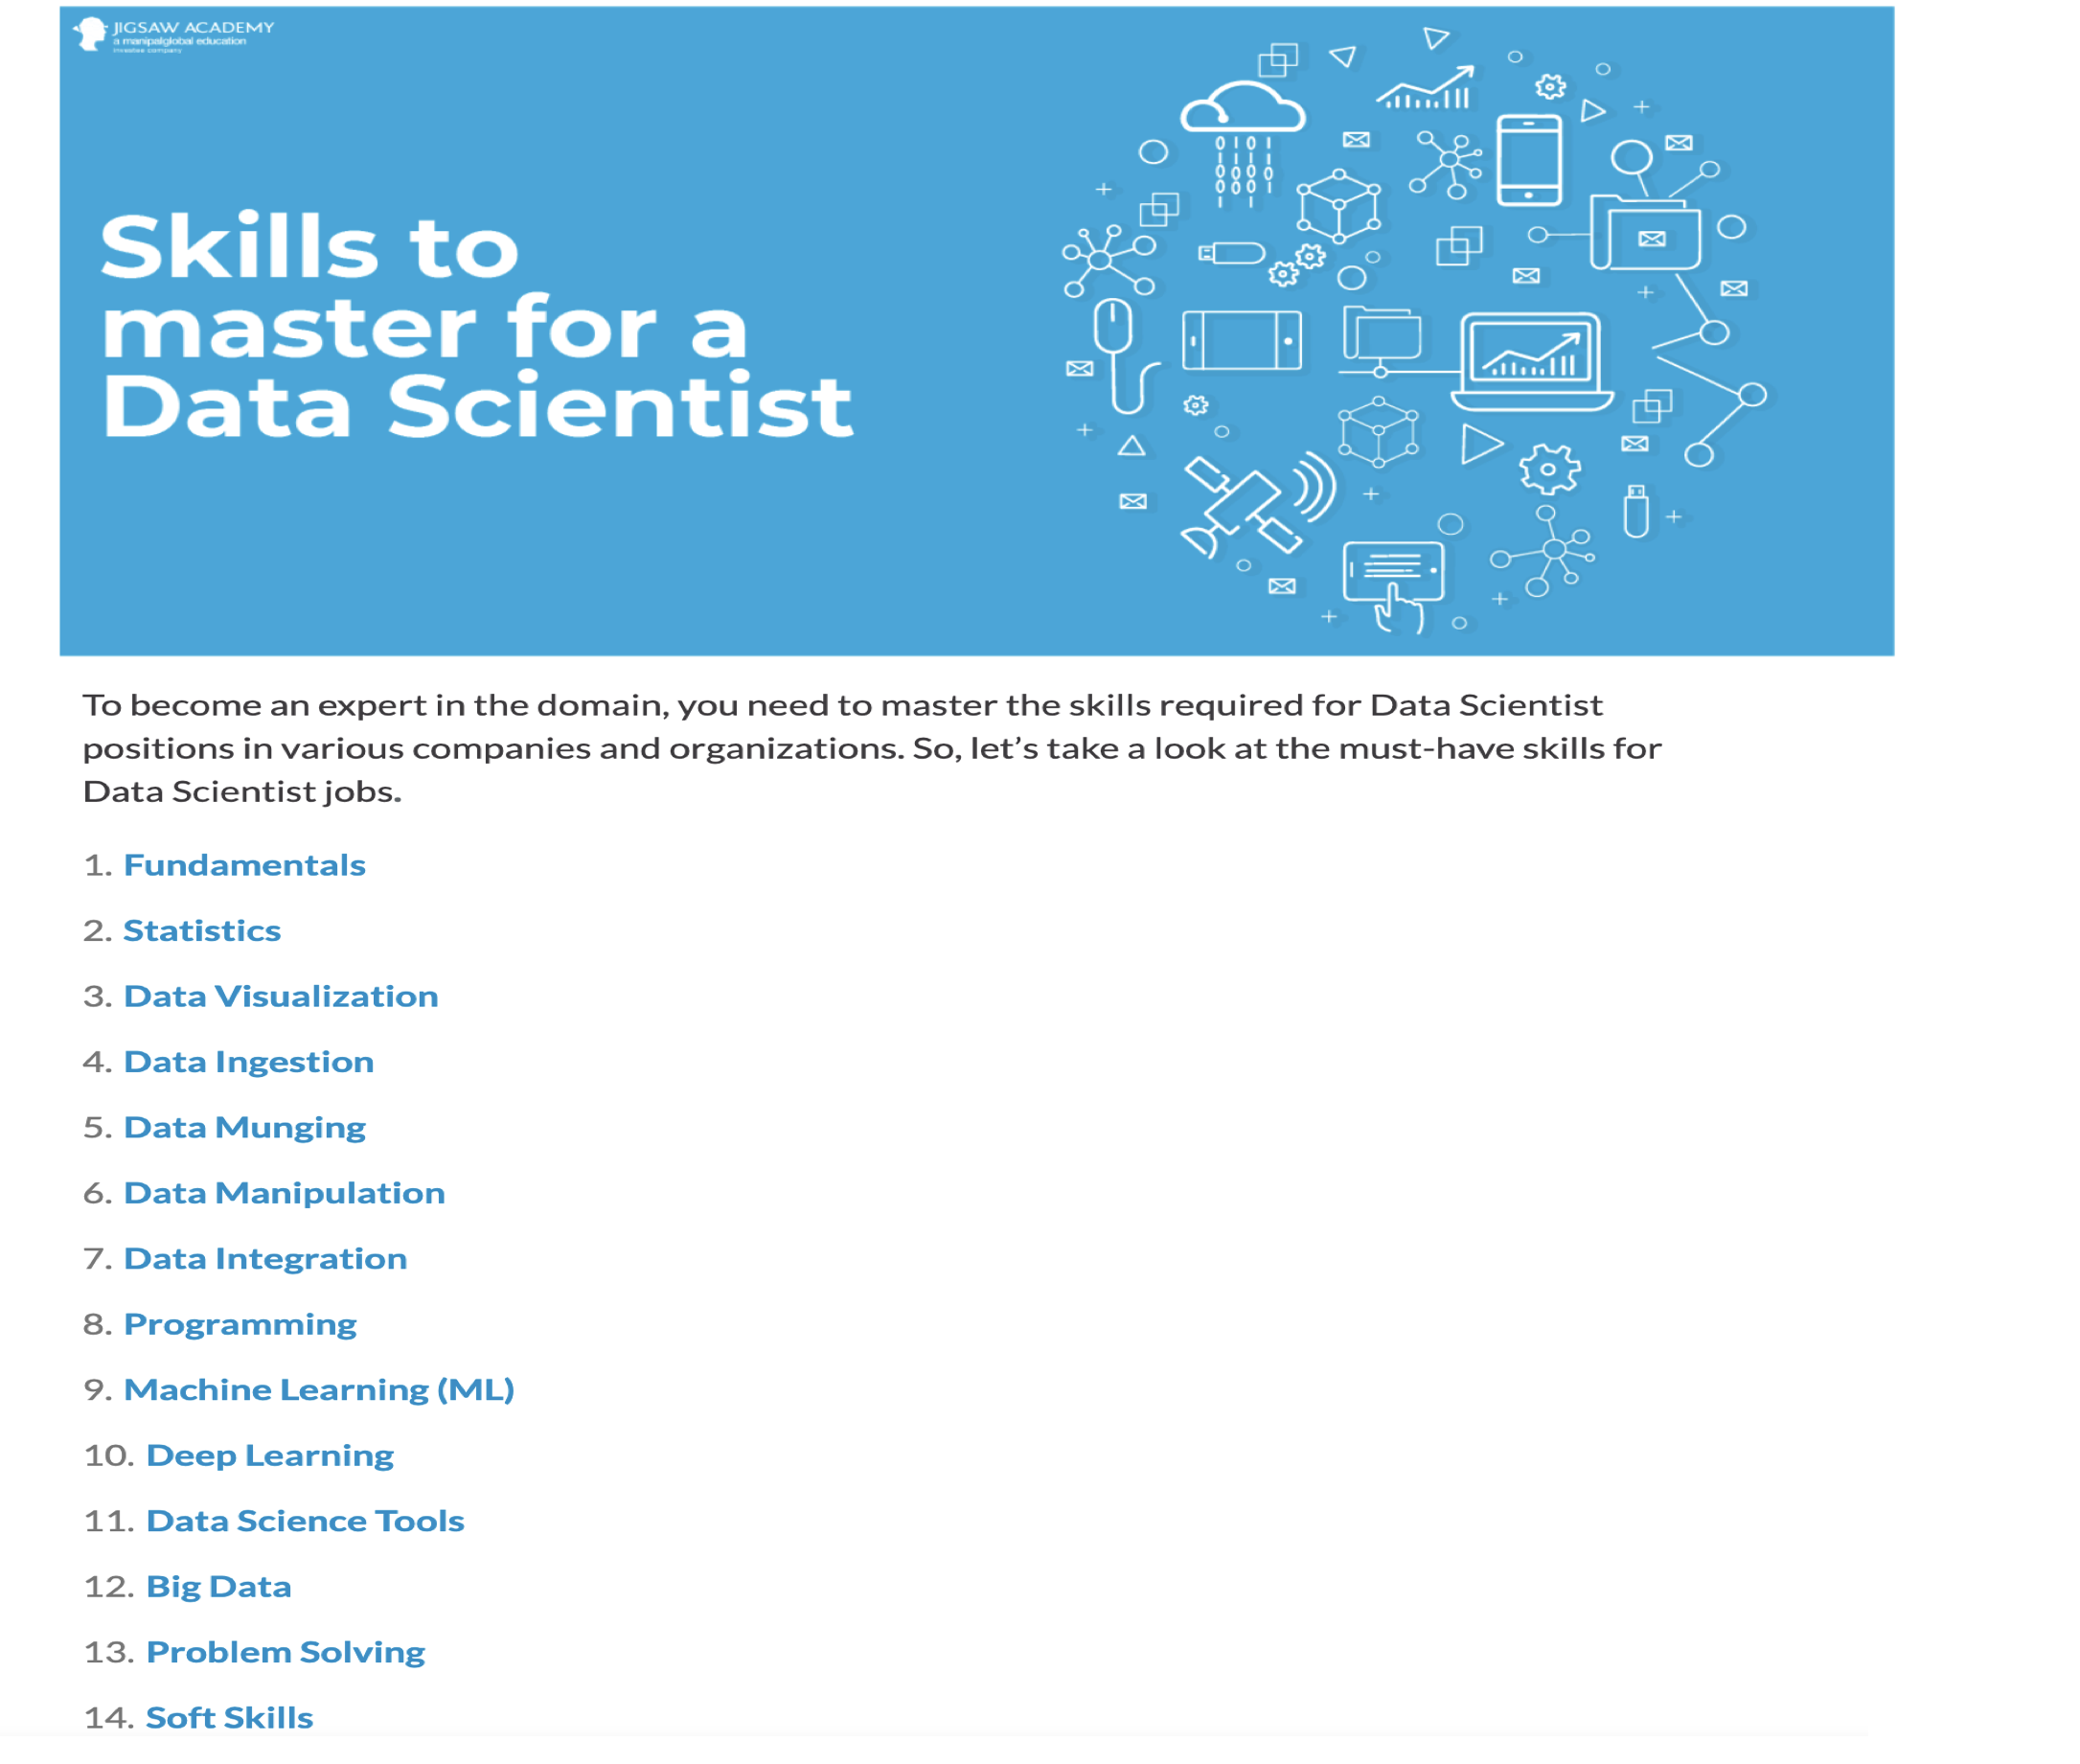 JIGSAW ACADEMY
a manipalglobal education
investee company
Skills to
master for a
Data Scientist
To become an expert in the domain, you need to master the skills required for Data Scientist
positions in various companies and organizations. So, let’s take a look at the must-have skills for
Data Scientist jobs.
1. Fundamentals
2. Statistics
3. Data Visualization
4. Data Ingestion
5. Data Munging
6. Data Manipulation
7. Data Integration
8. Programming
9. Machine Learning (ML)
10. Deep Learning
11. Data Science Tools
12. Big Data
13. Problem Solving
14. Soft Skills